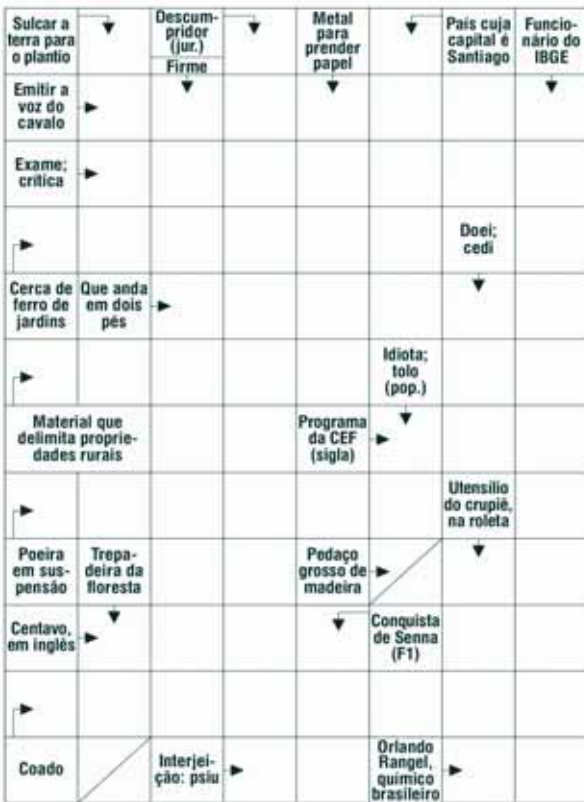 Sulcar a
terra para
o plantio
Descum-
pridor
(jur.)
Firme
Metal
para
prender
papel
País cuja
capital é
Santiago
Funcio-
nário do
IBGE
Emitir a
voz do
cavalo
Exame;
crítica
Doei;
cedi
Cerca de
ferro de
jardins
Que anda
em dois
pés
Idiota;
tolo
(pop.)
Material que
delimita proprie-
dades rurais
Programa
da CEF
(sigla)
Utensílio
do crupiê,
na roleta
Poeira
em sus-
pensão
Trepa-
deira da
floresta
Pedaço
grosso de
madeira
Centavo,
em inglês
Conquista
de Senna
(F1)
Coado
Interjei-
ção: psiu
Orlando
Rangel,
químico
brasileiro